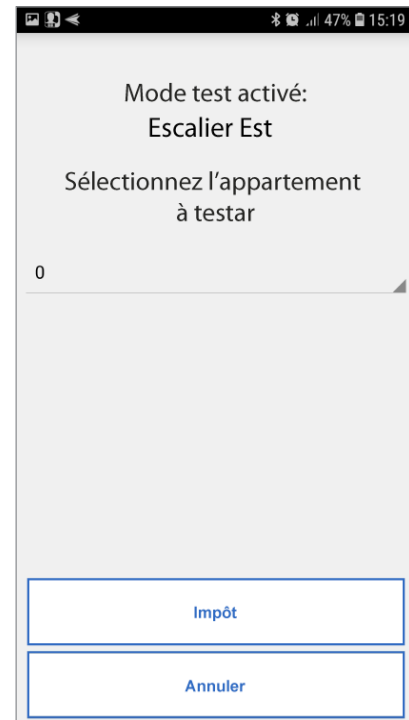 47% 15:19
Mode test activé:
Escalier Est
Sélectionnez l’appartement
à testar
0
Impôt
Annuler